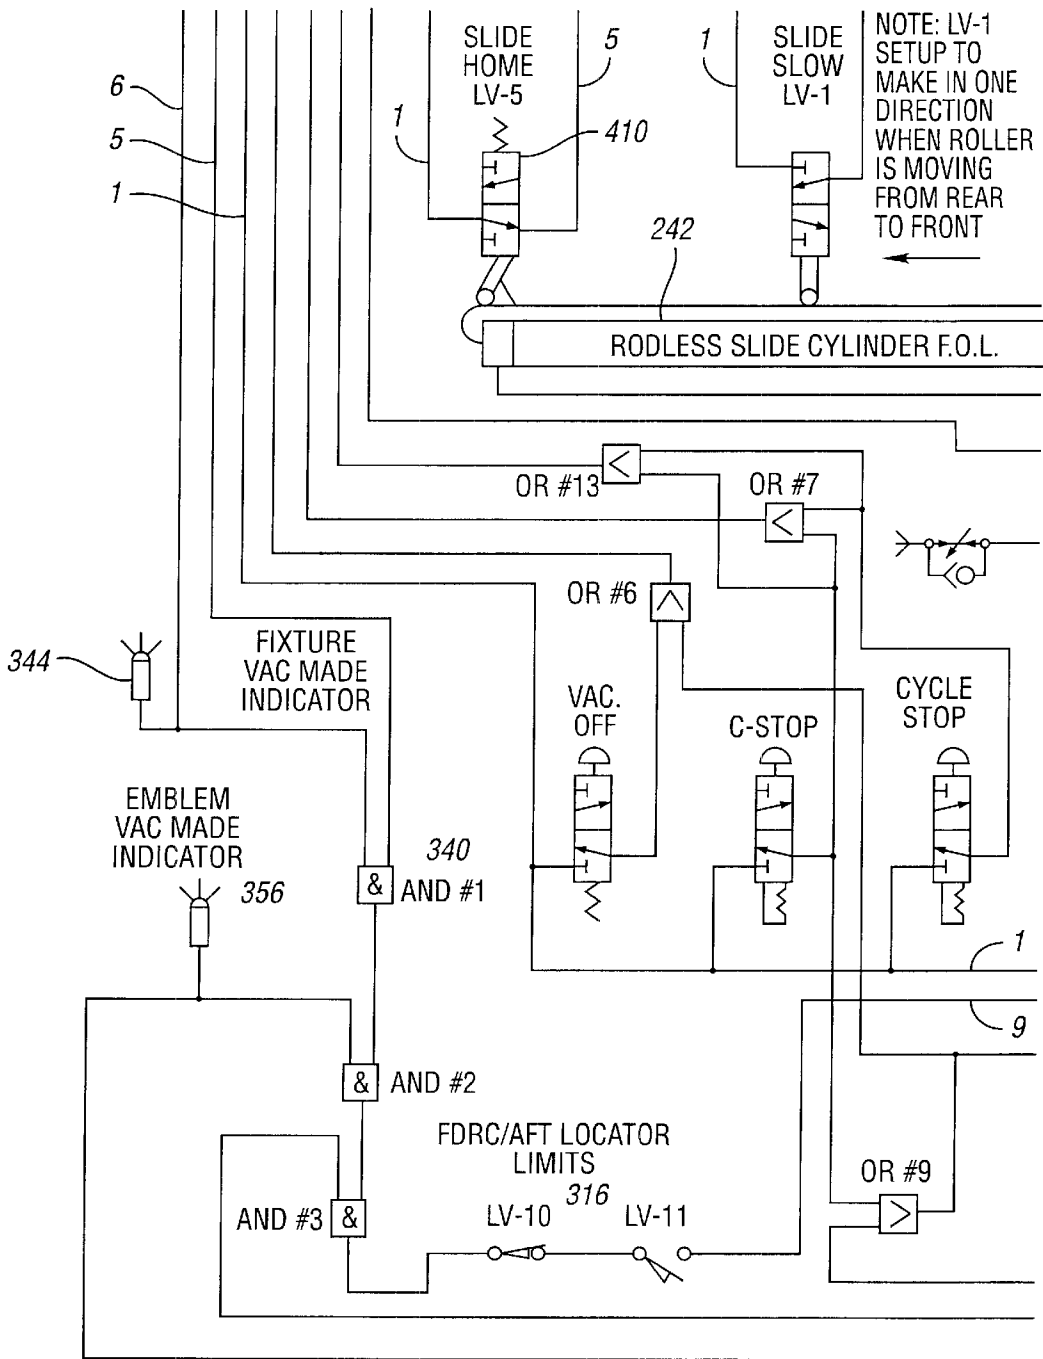 SLIDE
HOME
LV-5
5
1
SLIDE
SLOW
LV-1
NOTE: LV-1
SETUP TO
MAKE IN ONE
DIRECTION
WHEN ROLLER
IS MOVING
FROM REAR
TO FRONT
6
5
1
1
410
242
RODLESS SLIDE CYLINDER F.O.L.
OR #13
OR #7
OR #6
344
FIXTURE
VAC MADE
INDICATOR
VAC.
OFF
C-STOP
CYCLE
STOP
EMBLEM
VAC MADE
INDICATOR
356
340
& AND #1
1
9
& AND #2
FDRC/AFT LOCATOR
LIMITS
316
OR #9
AND #3 &
LV-10
LV-11